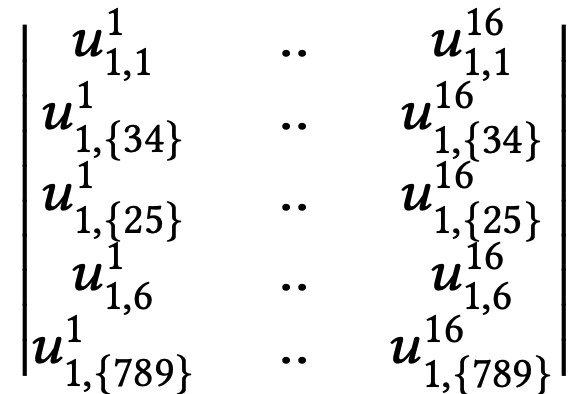 | u^1_{1,1} .. u^{16}_{1,1} |
| u^1_{1,\{34\}} .. u^{16}_{1,\{34\}} |
| u^1_{1,\{25\}} .. u^{16}_{1,\{25\}} |
| u^1_{1,6} .. u^{16}_{1,6} |
| u^1_{1,\{789\}} .. u^{16}_{1,\{789\}} |